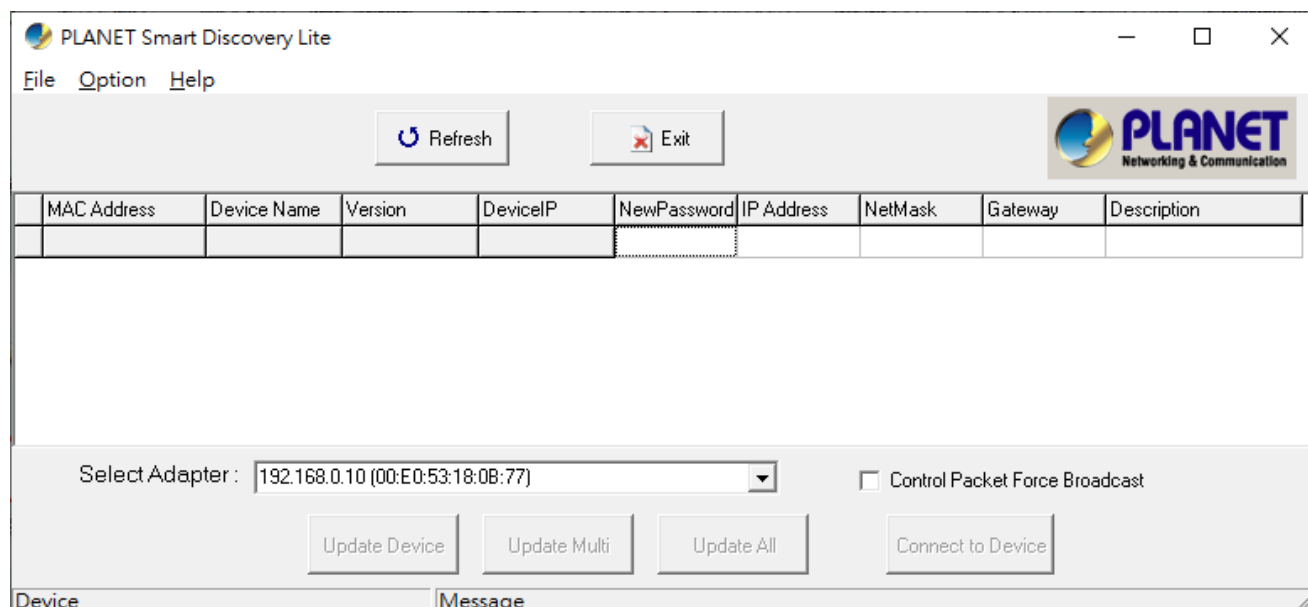 PLANET Smart Discovery Lite
File Option Help
Refresh Exit
PLANET
Networking & Communication
MAC Address Device Name Version DeviceIP NewPassword IP Address NetMask Gateway Description
Select Adapter : 192.168.0.10 (00:E0:53:18:0B:77) Control Packet Force Broadcast
Update Device Update Multi Update All Connect to Device
Device Message